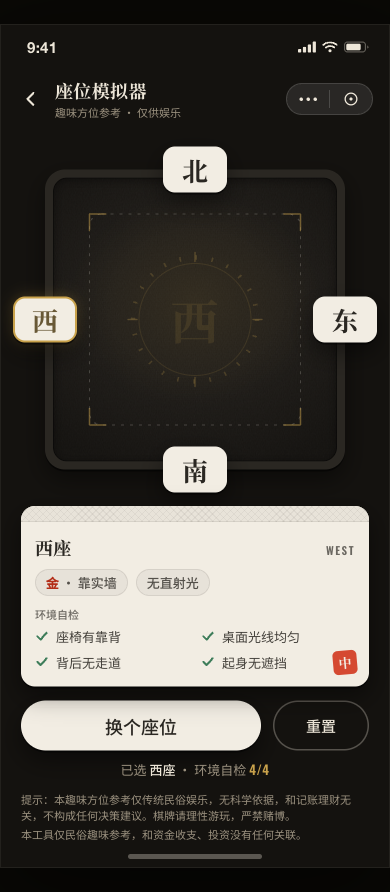 9:41
座位模拟器
趣味方位参考 · 仅供娱乐
北
西
西
东
南
西座
WEST
金 · 靠实墙
无直射光
环境自检
座椅有靠背
桌面光线均匀
背后无走道
起身无遮挡
中
换个座位
重置
已选 西座 · 环境自检 4/4
提示：本趣味方位参考仅传统民俗娱乐，无科学依据，和记账理财无
关，不构成任何决策建议。棋牌请理性游玩，严禁赌博。
本工具仅民俗趣味参考，和资金收支、投资没有任何关联。